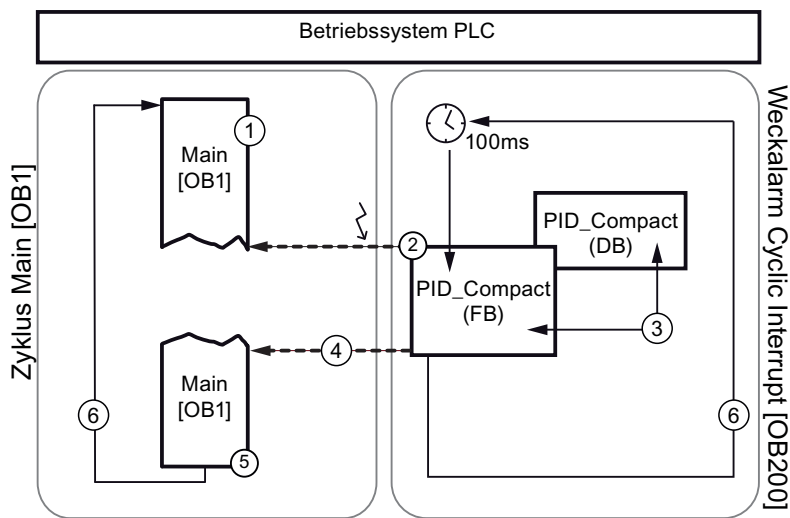 Betriebssystem PLC
Zyklus Main [OB1]
1
Main
[OB1]
100ms
2
PID_Compact
(DB)
PID_Compact
(FB)
3
4
Main
[OB1]
5
6
6
Weckalarm Cyclic Interrupt [OB200]